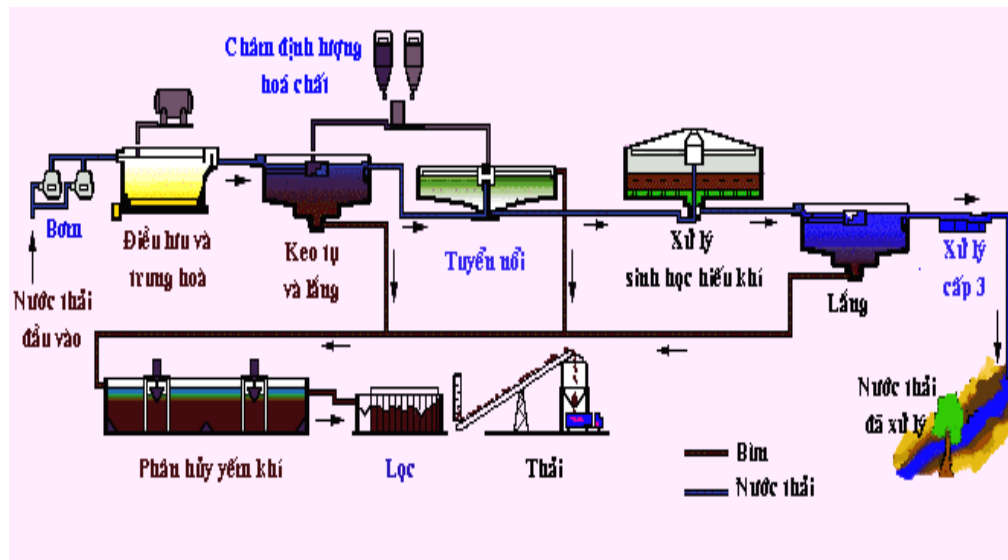 Châm định lượng
hoá chất
Bơm
Điều lưu và
trung hoà
Keo tụ
và lắng
Tuyển nổi
Xử lý
sinh học hiếu khí
Lắng
Xử lý
cấp 3
Nước thải
đầu vào
Nước thải
đã xử lý
Phân hủy yếm khí
Lọc
Thải
Bùn
Nước thải